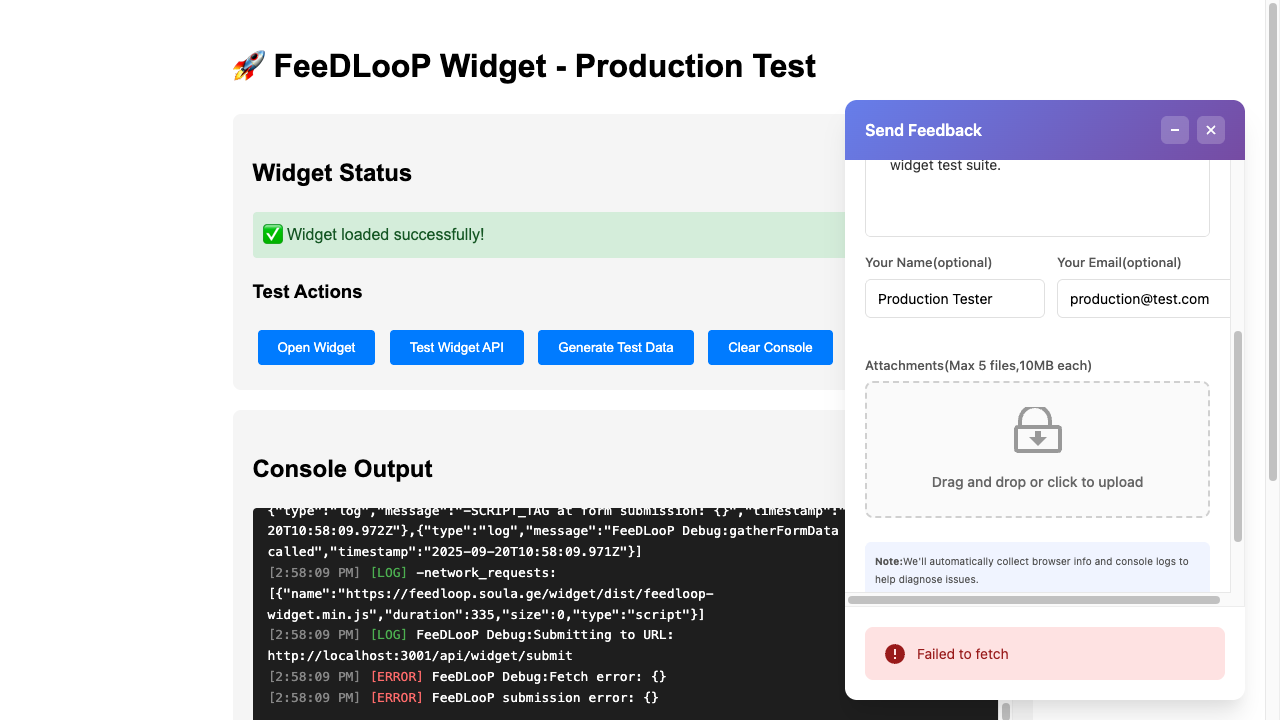 🚀 FeeDLooP Widget - Production Test
Widget Status
✅ Widget loaded successfully!
Test Actions
Open Widget
Test Widget API
Generate Test Data
Clear Console
Console Output
{"type":"log","message":"-SCRIPT_TAG at form submission: {}","timestamp":"
20T10:58:09.972Z"},{"type":"log","message":"FeeDLooP Debug:gatherFormData
called","timestamp":"2025-09-20T10:58:09.971Z"}]
[2:58:09 PM] [LOG] -network_requests:
[{"name":"https://feedloop.soula.ge/widget/dist/feedloop-
widget.min.js","duration":335,"size":0,"type":"script"}]
[2:58:09 PM] [LOG] FeeDLooP Debug:Submitting to URL:
http://localhost:3001/api/widget/submit
[2:58:09 PM] [ERROR] FeeDLooP Debug:Fetch error: {}
[2:58:09 PM] [ERROR] FeeDLooP submission error: {}
Send Feedback
widget test suite.
Your Name(optional)
Your Email(optional)
Production Tester
production@test.com
Attachments(Max 5 files,10MB each)
Drag and drop or click to upload
Note:We'll automatically collect browser info and console logs to
help diagnose issues.
Failed to fetch